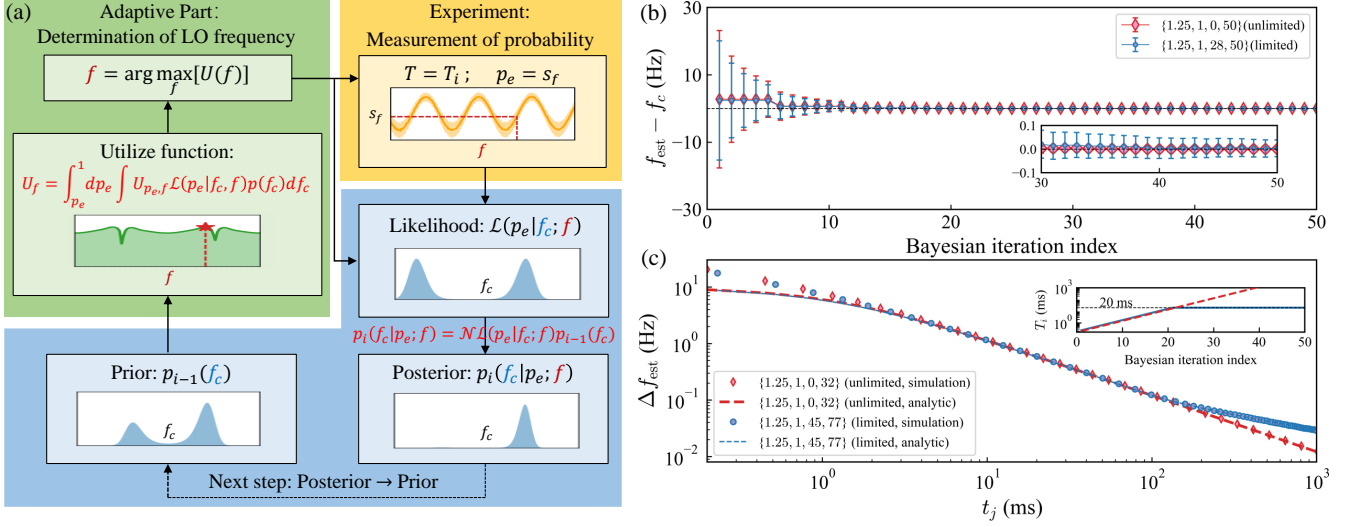 (a)
Adaptive Part:
Determination of LO frequency
f = arg max_f [U(f)]
Utilize function:
U_f = ∫_{p_e}^{1} dp_e ∫ U_{p_e,f} ℒ(p_e|f_c, f)p(f_c)df_c
f
Experiment:
Measurement of probability
T = T_i ; p_e = s_f
s_f
f
Likelihood: ℒ(p_e|f_c; f)
f_c
p_i(f_c|p_e; f) = 𝒩ℒ(p_e|f_c; f)p_{i−1}(f_c)
Prior: p_{i−1}(f_c)
f_c
Posterior: p_i(f_c|p_e; f)
f_c
Next step: Posterior → Prior
(b)
{1.25, 1, 0, 50}(unlimited)
{1.25, 1, 28, 50}(limited)
f_est − f_c (Hz)
30
10
−10
−30
0.1
0.0
−0.1
30 40 50
0 10 20 30 40 50
Bayesian iteration index
(c)
Δf_est (Hz)
10^1
10^0
10^−1
10^−2
{1.25, 1, 0, 32} (unlimited, simulation)
{1.25, 1, 0, 32} (unlimited, analytic)
{1.25, 1, 45, 77} (limited, simulation)
{1.25, 1, 45, 77} (limited, analytic)
T_i (ms)
10^3
10^0
20 ms
0 10 20 30 40 50
Bayesian iteration index
10^0 10^1 10^2 10^3
t_j (ms)